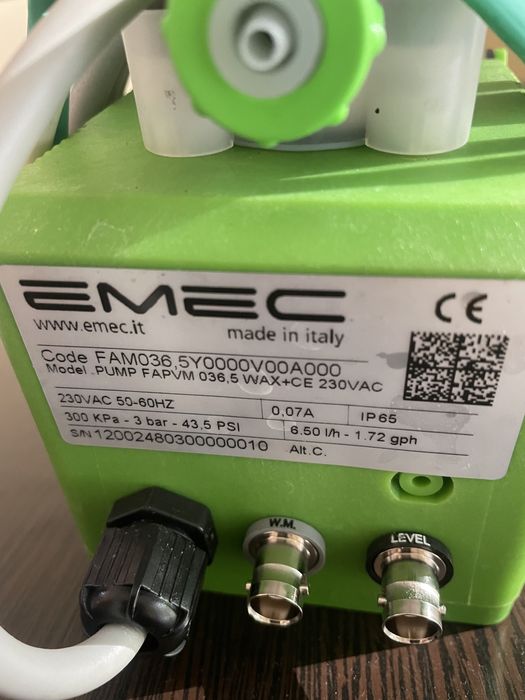 EMEC
www.emec.it
made in italy
CE
Code FAM036,5Y0000V00A000
Model .PUMP FAPVM 036,5 WAX+CE 230VAC
230VAC 50-60HZ 0,07A IP65
300 KPa - 3 bar - 43,5 PSI 6.50 l/h - 1.72 gph
S/N 12002480300000010 Alt.C.
W.M.
LEVEL